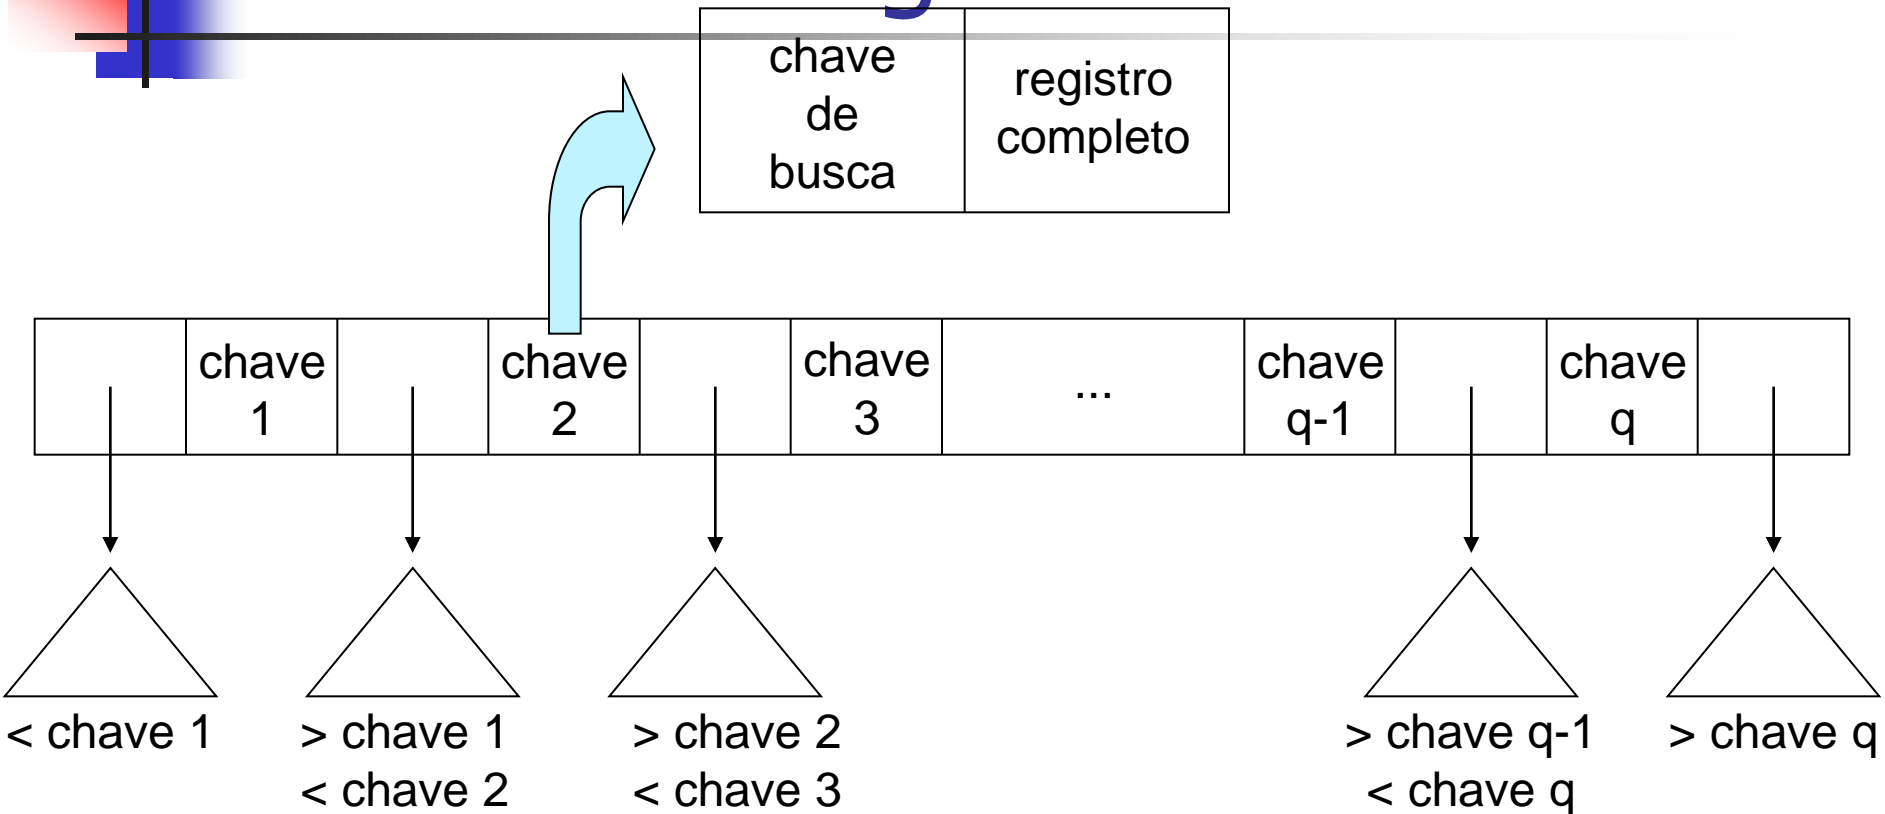 chave
de
busca
registro
completo
chave
1
chave
2
chave
3
...
chave
q-1
chave
q
< chave 1
> chave 1
< chave 2
> chave 2
< chave 3
> chave q-1
< chave q
> chave q